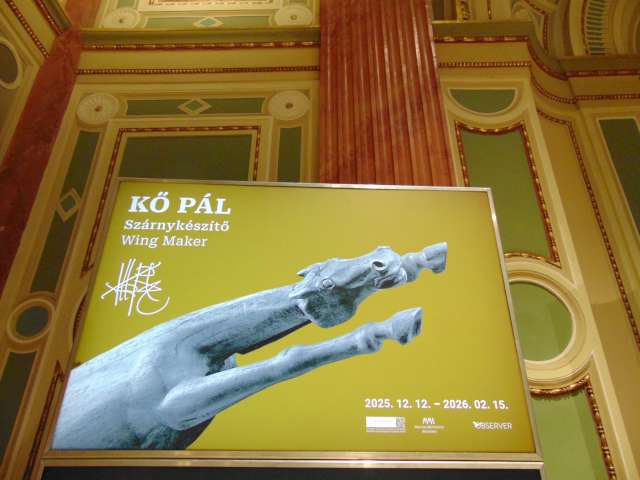 KŐ PÁL
Szárnykészítő
Wing Maker
2025. 12. 12. – 2026. 02. 15.
OBSERVER